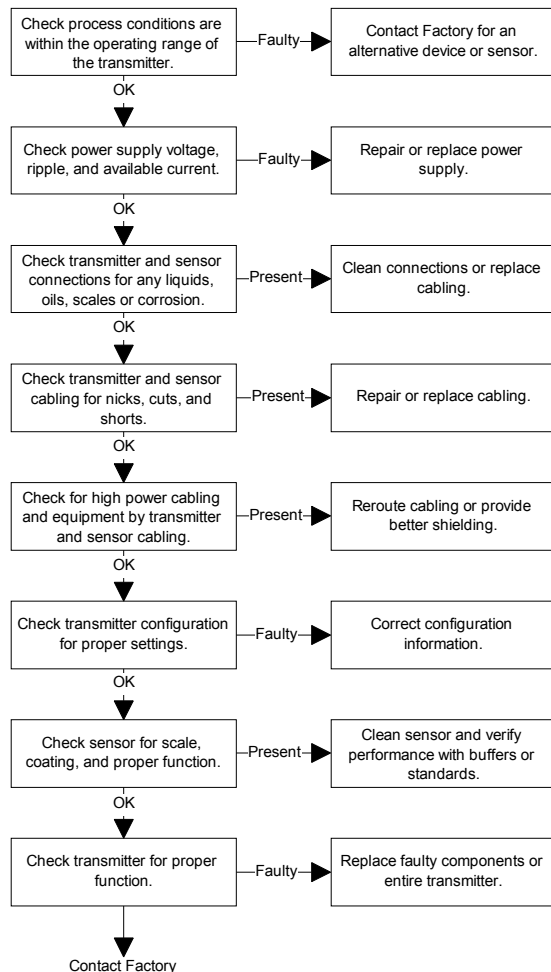 Check process conditions are
within the operating range of
the transmitter.
Faulty
Contact Factory for an
alternative device or sensor.
OK
Check power supply voltage,
ripple, and available current.
Faulty
Repair or replace power
supply.
OK
Check transmitter and sensor
connections for any liquids,
oils, scales or corrosion.
Present
Clean connections or replace
cabling.
OK
Check transmitter and sensor
cabling for nicks, cuts, and
shorts.
Present
Repair or replace cabling.
OK
Check for high power cabling
and equipment by transmitter
and sensor cabling.
Present
Reroute cabling or provide
better shielding.
OK
Check transmitter configuration
for proper settings.
Faulty
Correct configuration
information.
OK
Check sensor for scale,
coating, and proper function.
Present
Clean sensor and verify
performance with buffers or
standards.
OK
Check transmitter for proper
function.
Faulty
Replace faulty components or
entire transmitter.
Contact Factory